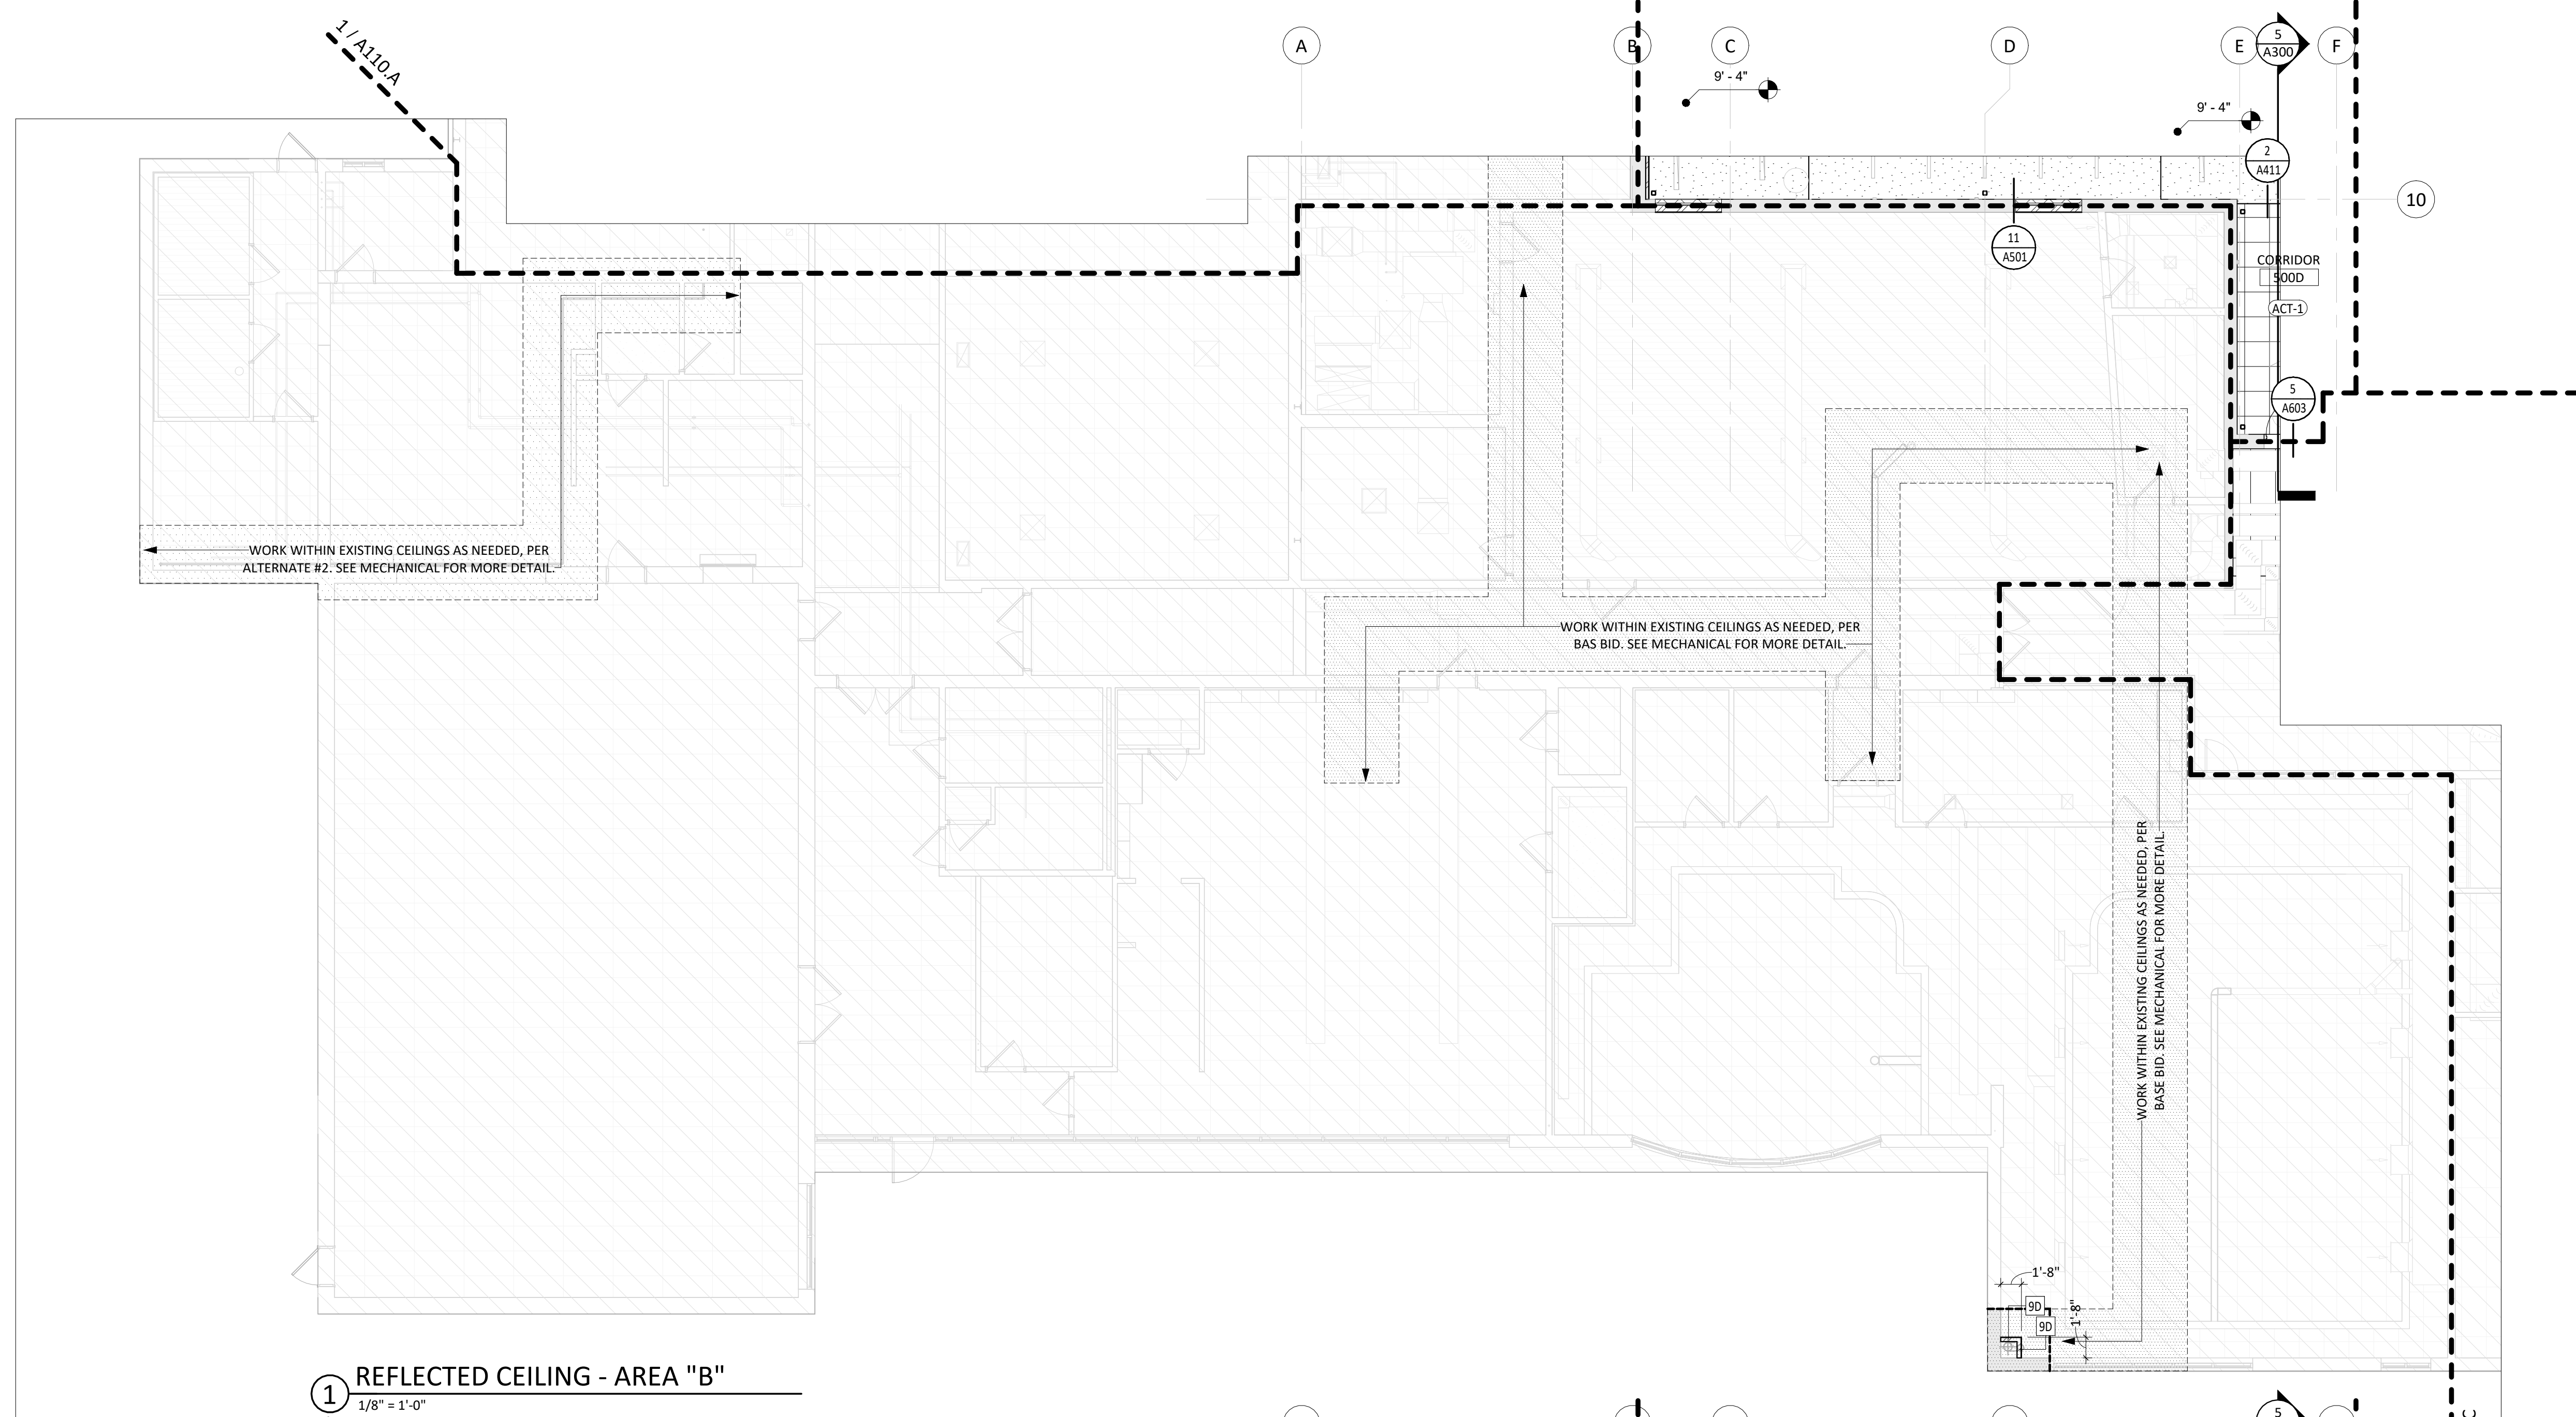 1 / A110.A
A
B
C
D
E
5
A300
F
9' - 4"
9' - 4"
2
A411
10
11
A501
CORRIDOR
500D
ACT-1
5
A603
WORK WITHIN EXISTING CEILINGS AS NEEDED, PER
ALTERNATE #2. SEE MECHANICAL FOR MORE DETAIL.
WORK WITHIN EXISTING CEILINGS AS NEEDED, PER
BAS BID. SEE MECHANICAL FOR MORE DETAIL.
WORK WITHIN EXISTING CEILINGS AS NEEDED, PER
BASE BID. SEE MECHANICAL FOR MORE DETAIL.
1'-8"
9D
9D
1'-8"
1
REFLECTED CEILING - AREA "B"
1/8" = 1'-0"
5